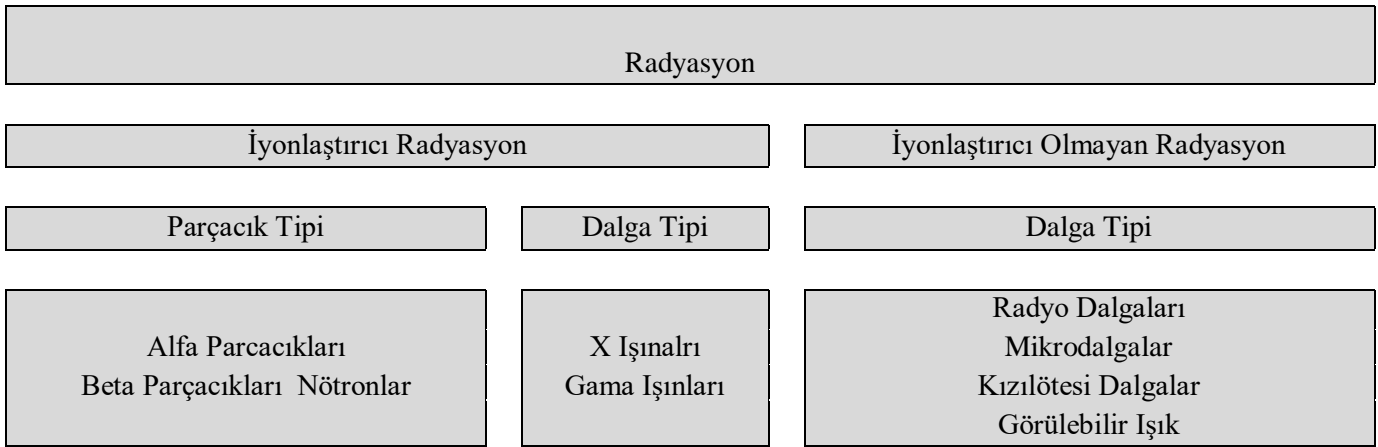 Radyasyon
İyonlaştırıcı Radyasyon
İyonlaştırıcı Olmayan Radyasyon
Parçacık Tipi
Dalga Tipi
Dalga Tipi
Alfa Parcacıkları
Beta Parçacıkları  Nötronlar
X Işınalrı
Gama Işınları
Radyo Dalgaları
Mikrodalgalar
Kızılötesi Dalgalar
Görülebilir Işık